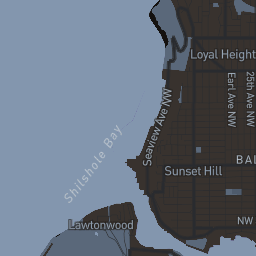 Loyal Height
Earl Ave NW
25th Ave NW
Seaview Ave NW
Shilshole Bay
BAL
Sunset Hill
Lawtonwood
NW